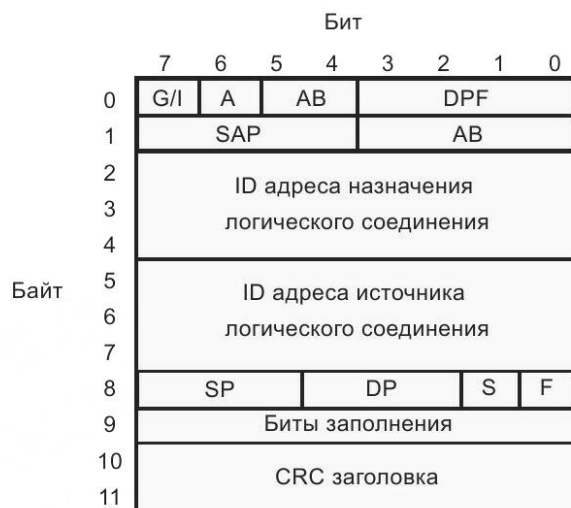 Бит
7 6 5 4 3 2 1 0
0 G/I A AB DPF
1 SAP AB
2
ID адреса назначения
3
логического соединения
4
5
Байт
ID адреса источника
6
логического соединения
7
8 SP DP S F
9 Биты заполнения
10
CRC заголовка
11